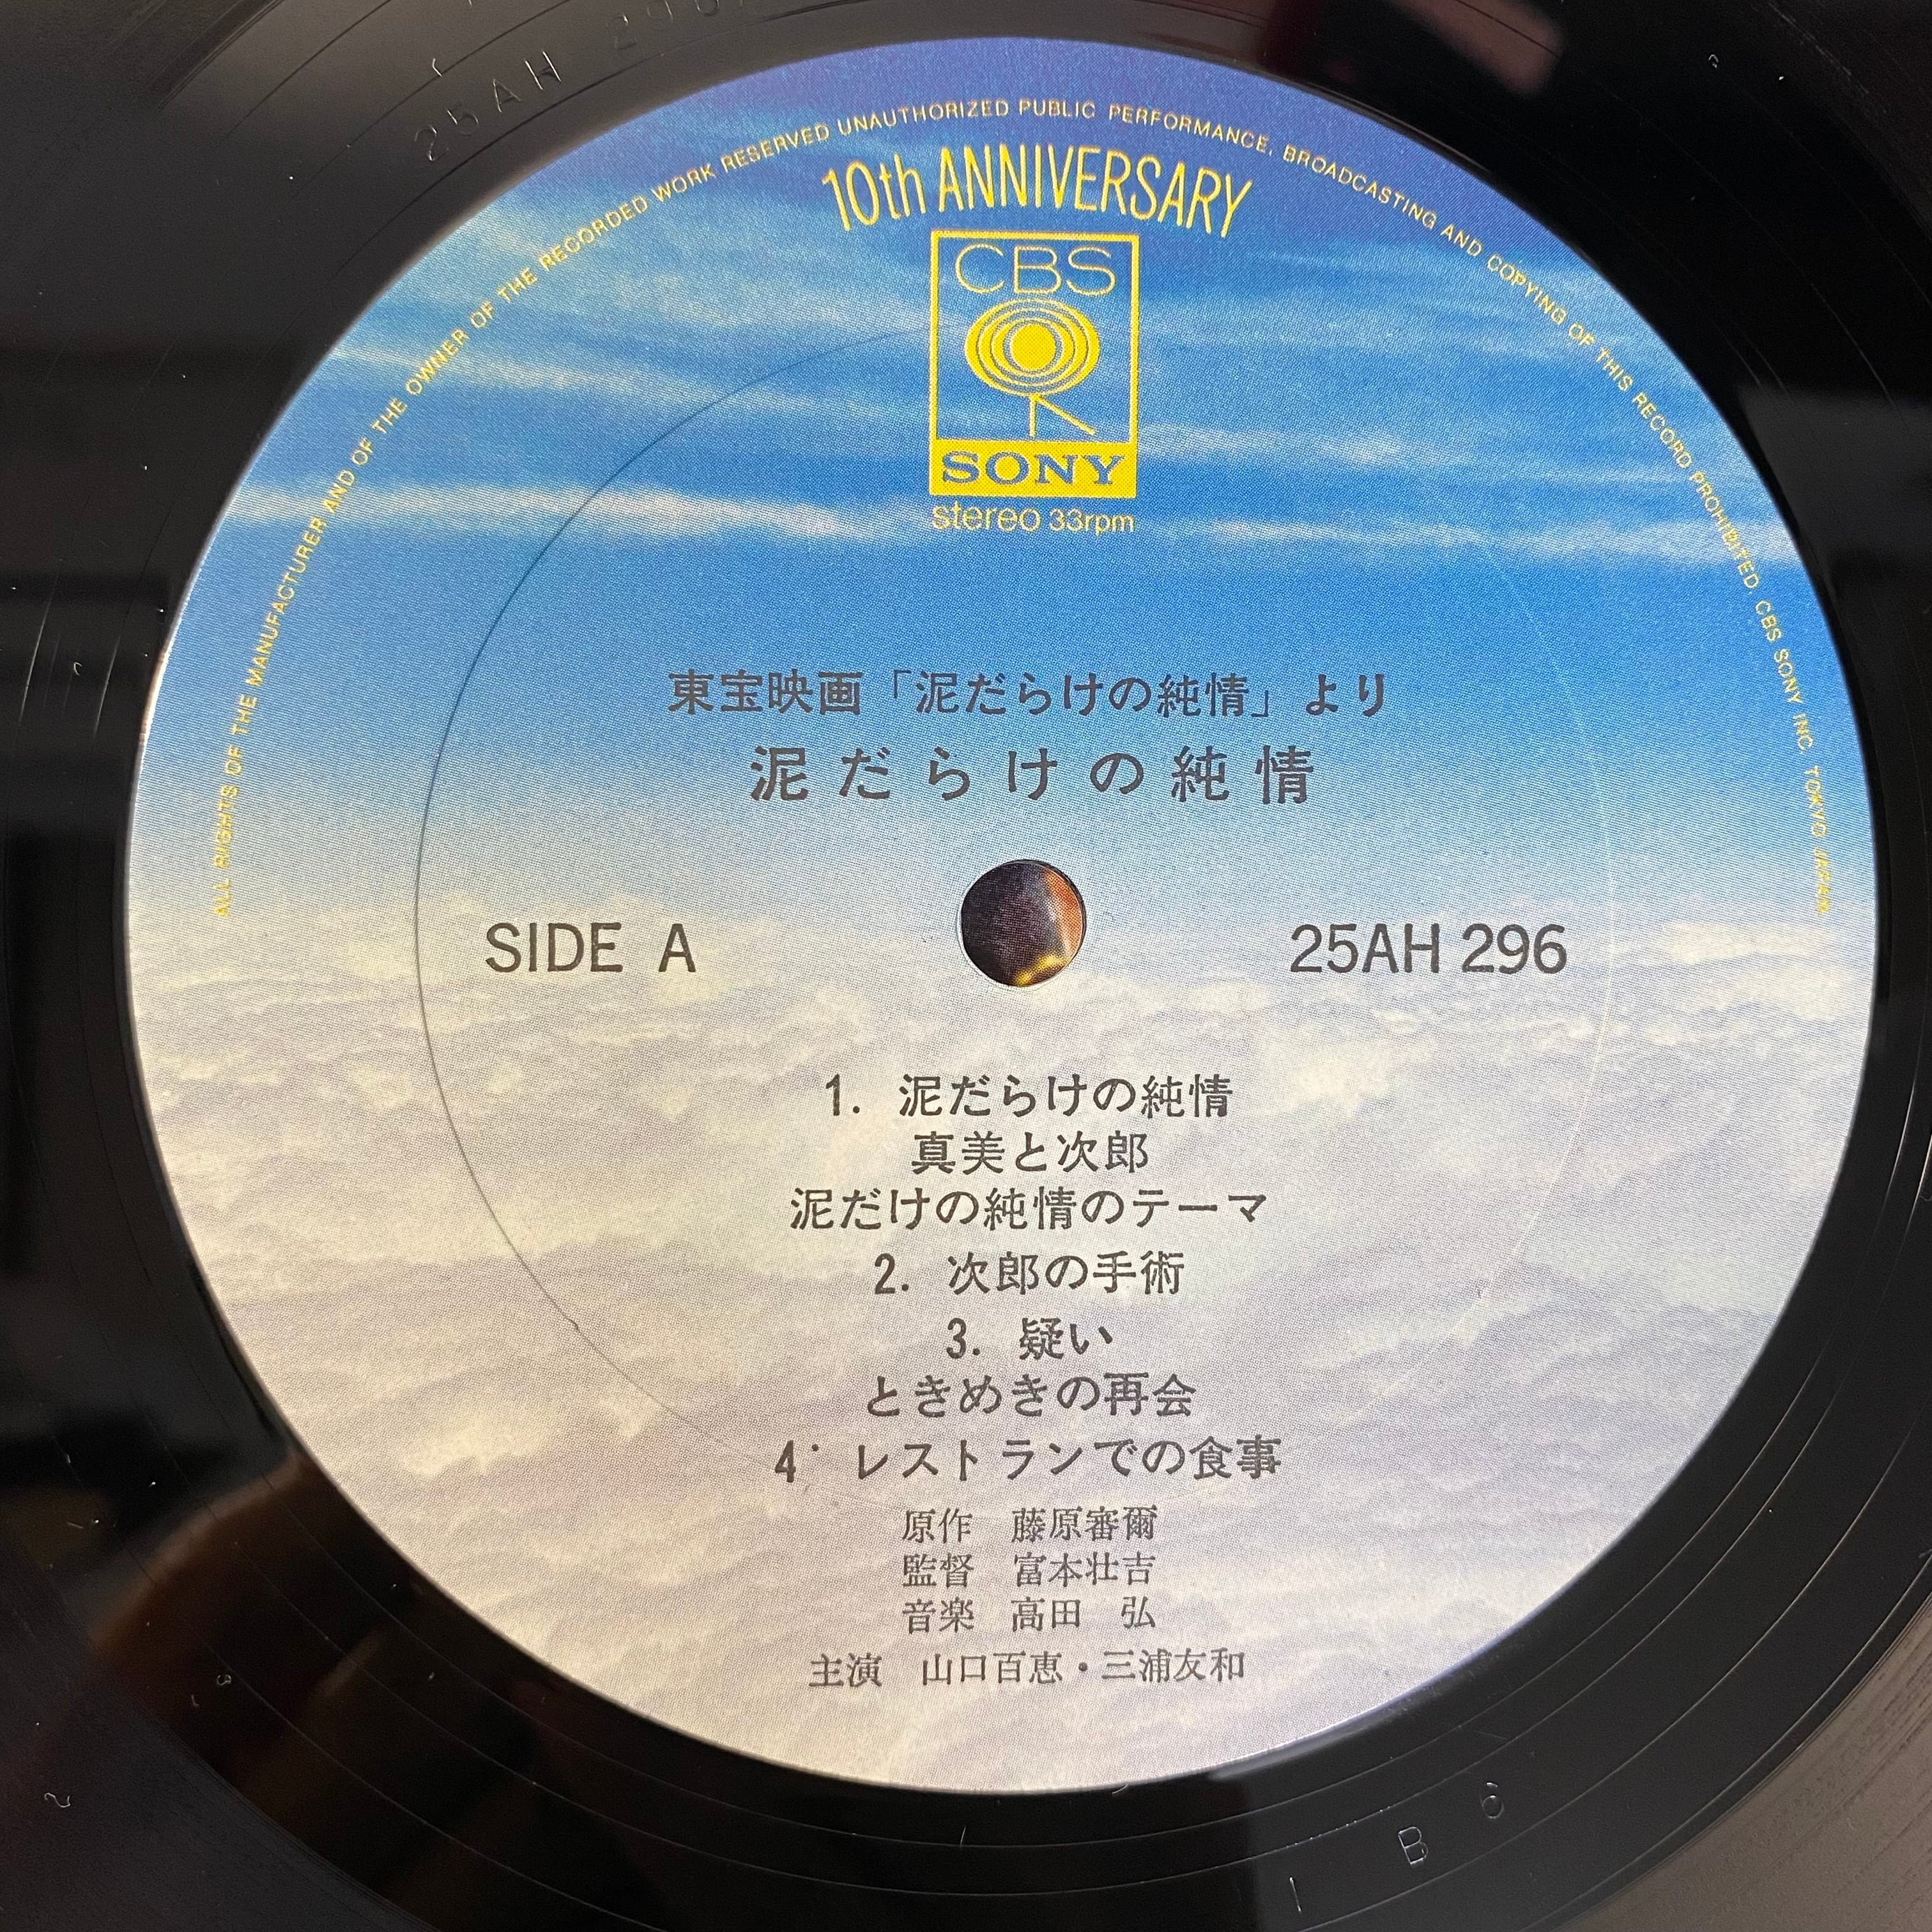 25AH 296
ALL RIGHTS OF THE MANUFACTURER AND OF THE OWNER OF THE RECORDED WORK RESERVED UNAUTHORIZED PUBLIC PERFORMANCE, BROADCASTING AND COPYING OF THIS RECORD PROHIBITED. CBS SONY INC. TOKYO JAPAN
10th ANNIVERSARY
CBS
SONY
stereo 33rpm
東宝映画「泥だらけの純情」より
泥だらけの純情
SIDE A
25AH 296
1. 泥だらけの純情
真美と次郎
泥だけの純情のテーマ
2. 次郎の手術
3. 疑い
ときめきの再会
4. レストランでの食事
原作 藤原審爾
監督 富本壮吉
音楽 高田 弘
主演 山口百恵・三浦友和
1 B 6